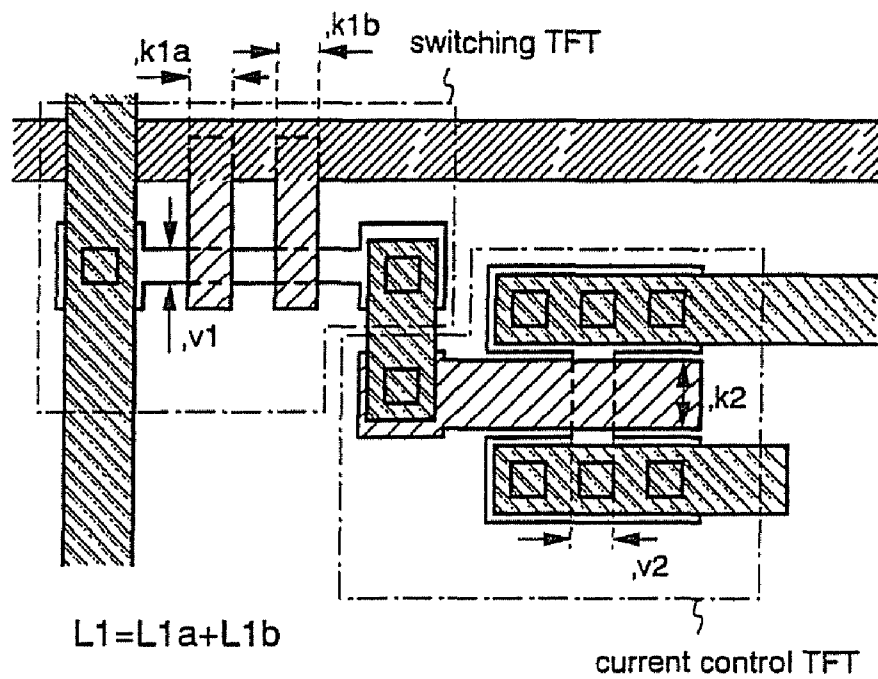 ,k1b
switching TFT
,k1a
,v1
,k2
,v2
L1=L1a+L1b
current control TFT